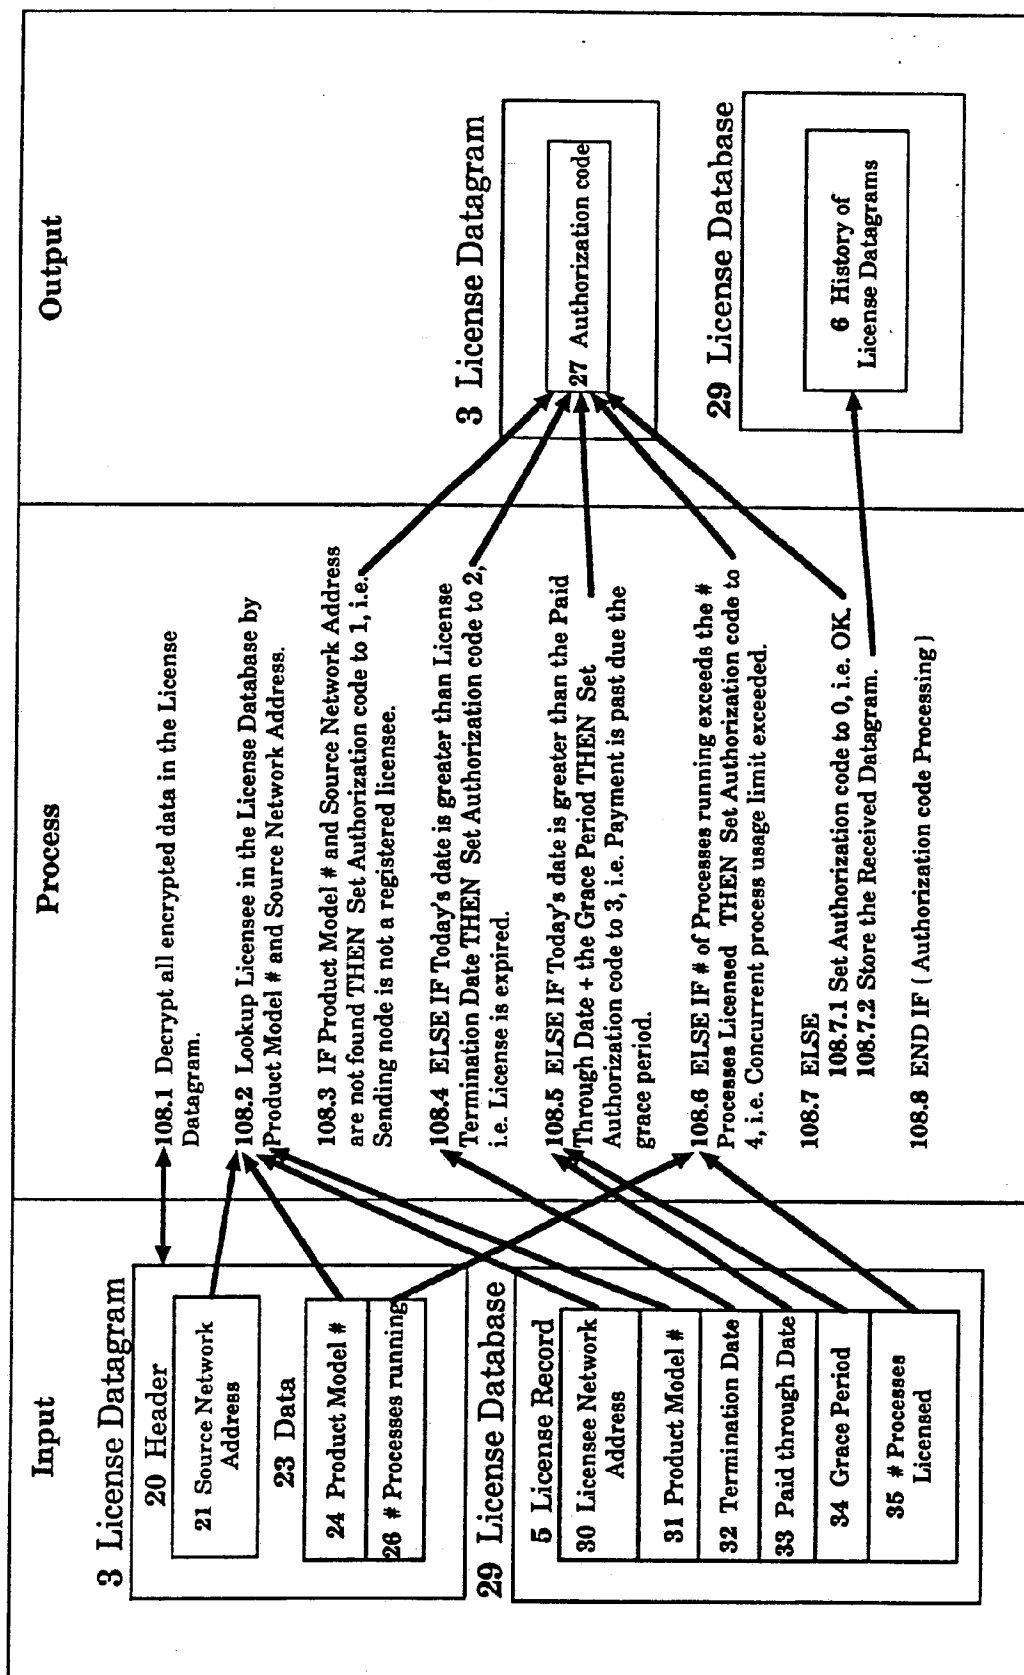 Input
3 License Datagram
20 Header
21 Source Network
Address
23 Data
24 Product Model #
26 # Processes running
29 License Database
5 License Record
30 Licensee Network
Address
31 Product Model #
32 Termination Date
33 Paid through Date
34 Grace Period
35 # Processes
Licensed
Process
108.1 Decrypt all encrypted data in the License
Datagram.
108.2 Lookup Licensee in the License Database by
Product Model # and Source Network Address.
108.3 IF Product Model # and Source Network Address
are not found THEN Set Authorization code to 1, i.e.
Sending node is not a registered licensee.
108.4 ELSE IF Today's date is greater than License
Termination Date THEN Set Authorization code to 2,
i.e. License is expired.
108.5 ELSE IF Today's date is greater than the Paid
Through Date + the Grace Period THEN Set
Authorization code to 3, i.e. Payment is past due the
grace period.
108.6 ELSE IF # of Processes running exceeds the #
Processes Licensed THEN Set Authorization code to
4, i.e. Concurrent process usage limit exceeded.
108.7 ELSE
108.7.1 Set Authorization code to 0, i.e. OK.
108.7.2 Store the Received Datagram.
108.8 END IF ( Authorization code Processing )
Output
3 License Datagram
27 Authorization code
29 License Database
6 History of
License Datagrams